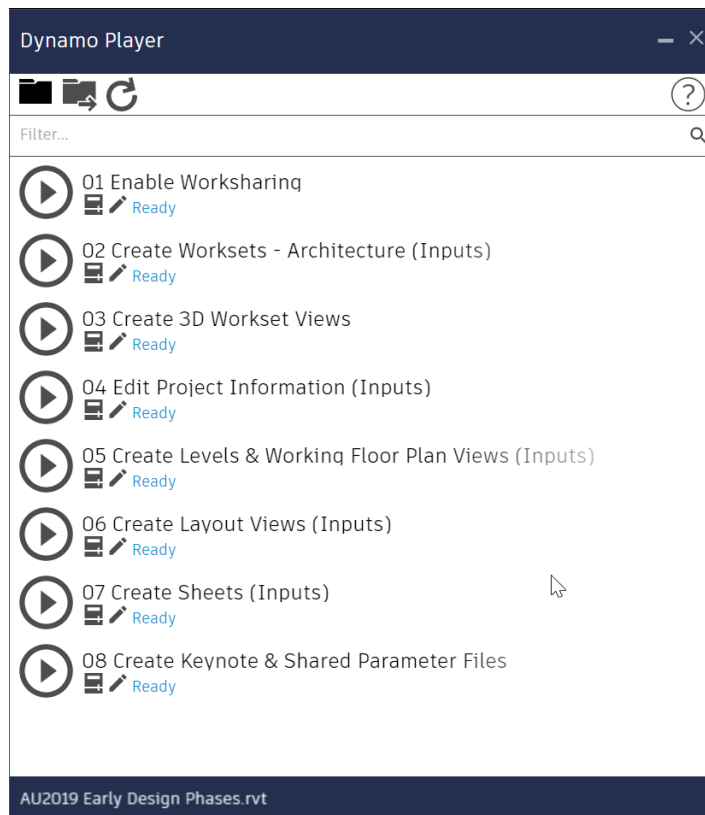 Dynamo Player
?
Filter...
01 Enable Worksharing
Ready
02 Create Worksets - Architecture (Inputs)
Ready
03 Create 3D Workset Views
Ready
04 Edit Project Information (Inputs)
Ready
05 Create Levels & Working Floor Plan Views (Inputs)
Ready
06 Create Layout Views (Inputs)
Ready
07 Create Sheets (Inputs)
Ready
08 Create Keynote & Shared Parameter Files
Ready
AU2019 Early Design Phases.rvt